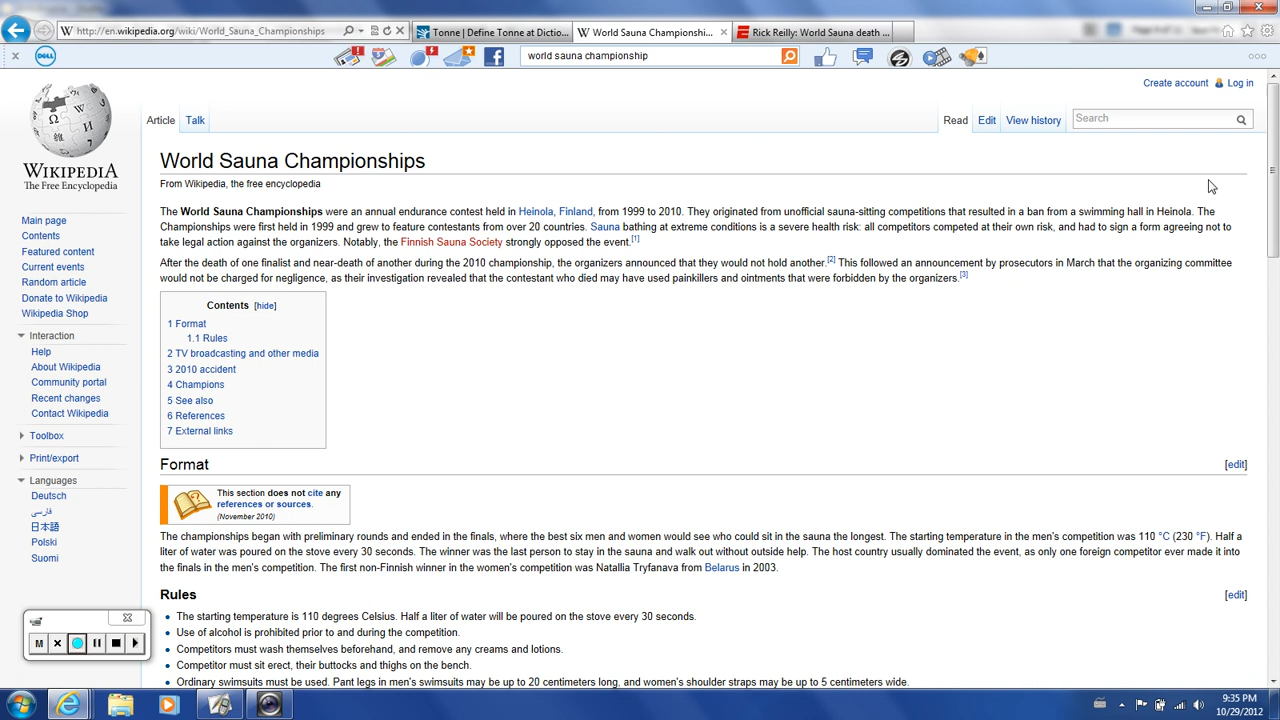 http://en.wikipedia.org/wiki/World_Sauna_Championships
Tonne | Define Tonne at Dictio...
World Sauna Championshi...
Rick Reilly: World Sauna death ...
DELL
world sauna championship
Create account
Log in
Article
Talk
Read
Edit
View history
Search
WIKIPEDIA
The Free Encyclopedia
World Sauna Championships
From Wikipedia, the free encyclopedia
The World Sauna Championships were an annual endurance contest held in Heinola, Finland, from 1999 to 2010. They originated from unofficial sauna-sitting competitions that resulted in a ban from a swimming hall in Heinola. The
Championships were first held in 1999 and grew to feature contestants from over 20 countries. Sauna bathing at extreme conditions is a severe health risk: all competitors competed at their own risk, and had to sign a form agreeing not to
take legal action against the organizers. Notably, the Finnish Sauna Society strongly opposed the event.[1]
After the death of one finalist and near-death of another during the 2010 championship, the organizers announced that they would not hold another.[2] This followed an announcement by prosecutors in March that the organizing committee
would not be charged for negligence, as their investigation revealed that the contestant who died may have used painkillers and ointments that were forbidden by the organizers.[3]
Main page
Contents
Featured content
Current events
Random article
Donate to Wikipedia
Wikipedia Shop
Interaction
Help
About Wikipedia
Community portal
Recent changes
Contact Wikipedia
Toolbox
Print/export
Languages
Deutsch
فارسی
日本語
Polski
Suomi
Contents [hide]
1 Format
1.1 Rules
2 TV broadcasting and other media
3 2010 accident
4 Champions
5 See also
6 References
7 External links
Format
[edit]
This section does not cite any
references or sources.
(November 2010)
The championships began with preliminary rounds and ended in the finals, where the best six men and women would see who could sit in the sauna the longest. The starting temperature in the men's competition was 110 °C (230 °F). Half a
liter of water was poured on the stove every 30 seconds. The winner was the last person to stay in the sauna and walk out without outside help. The host country usually dominated the event, as only one foreign competitor ever made it into
the finals in the men's competition. The first non-Finnish winner in the women's competition was Natallia Tryfanava from Belarus in 2003.
Rules
[edit]
The starting temperature is 110 degrees Celsius. Half a liter of water will be poured on the stove every 30 seconds.
Use of alcohol is prohibited prior to and during the competition.
Competitors must wash themselves beforehand, and remove any creams and lotions.
Competitor must sit erect, their buttocks and thighs on the bench.
Ordinary swimsuits must be used. Pant legs in men's swimsuits may be up to 20 centimeters long, and women's shoulder straps may be up to 5 centimeters wide.
M
9:35 PM
10/29/2012